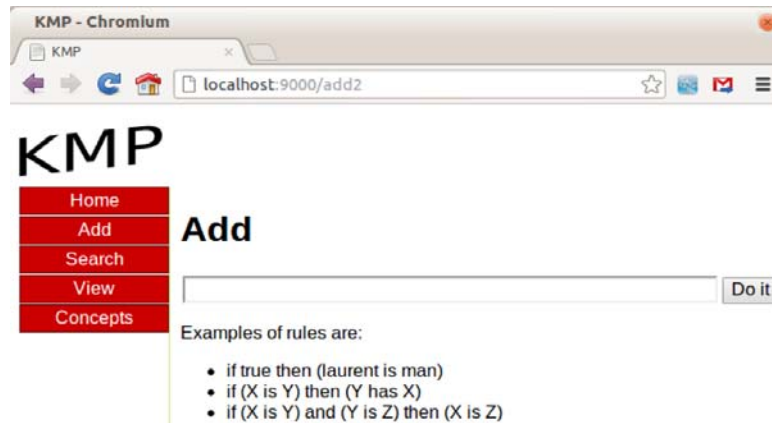 KMP - Chromium
KMP
localhost:9000/add2
KMP
Home
Add
Search
View
Concepts
Add
Do it
Examples of rules are:
• if true then (laurent is man)
• if (X is Y) then (Y has X)
• if (X is Y) and (Y is Z) then (X is Z)